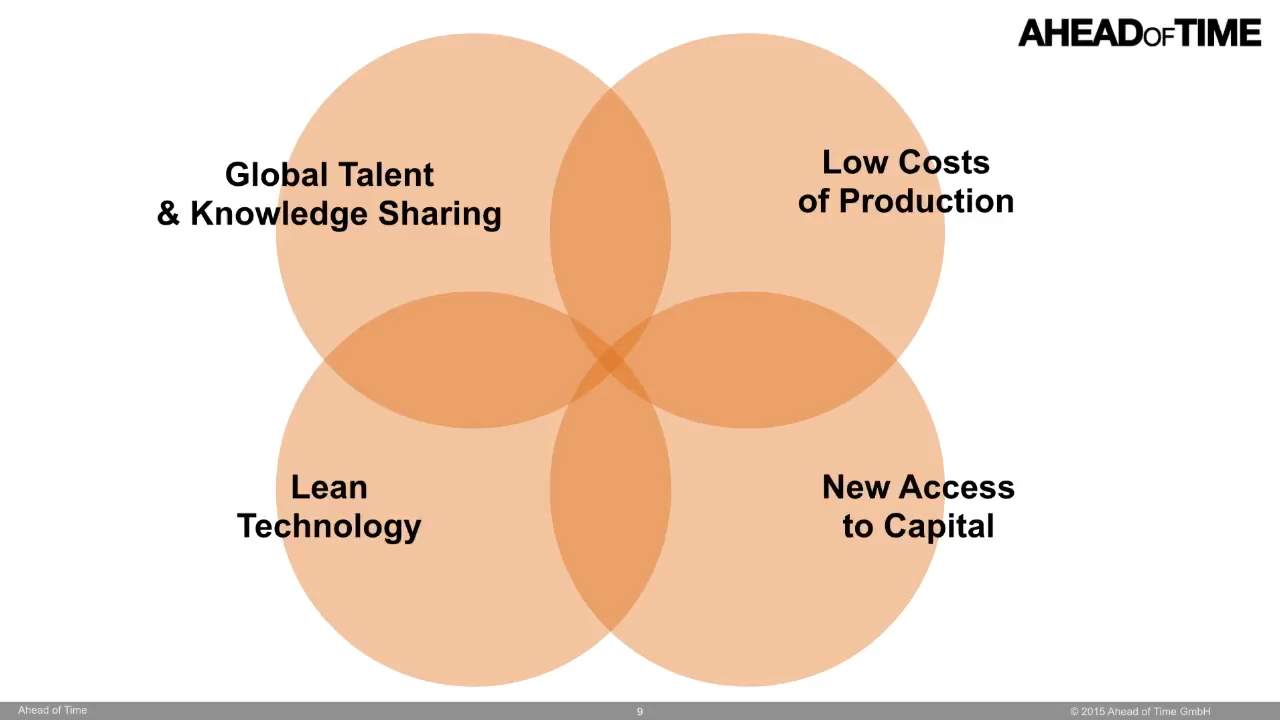 AHEADOFTIME
Global Talent
& Knowledge Sharing
Low Costs
of Production
Lean
Technology
New Access
to Capital
Ahead of Time
9
© 2015 Ahead of Time GmbH